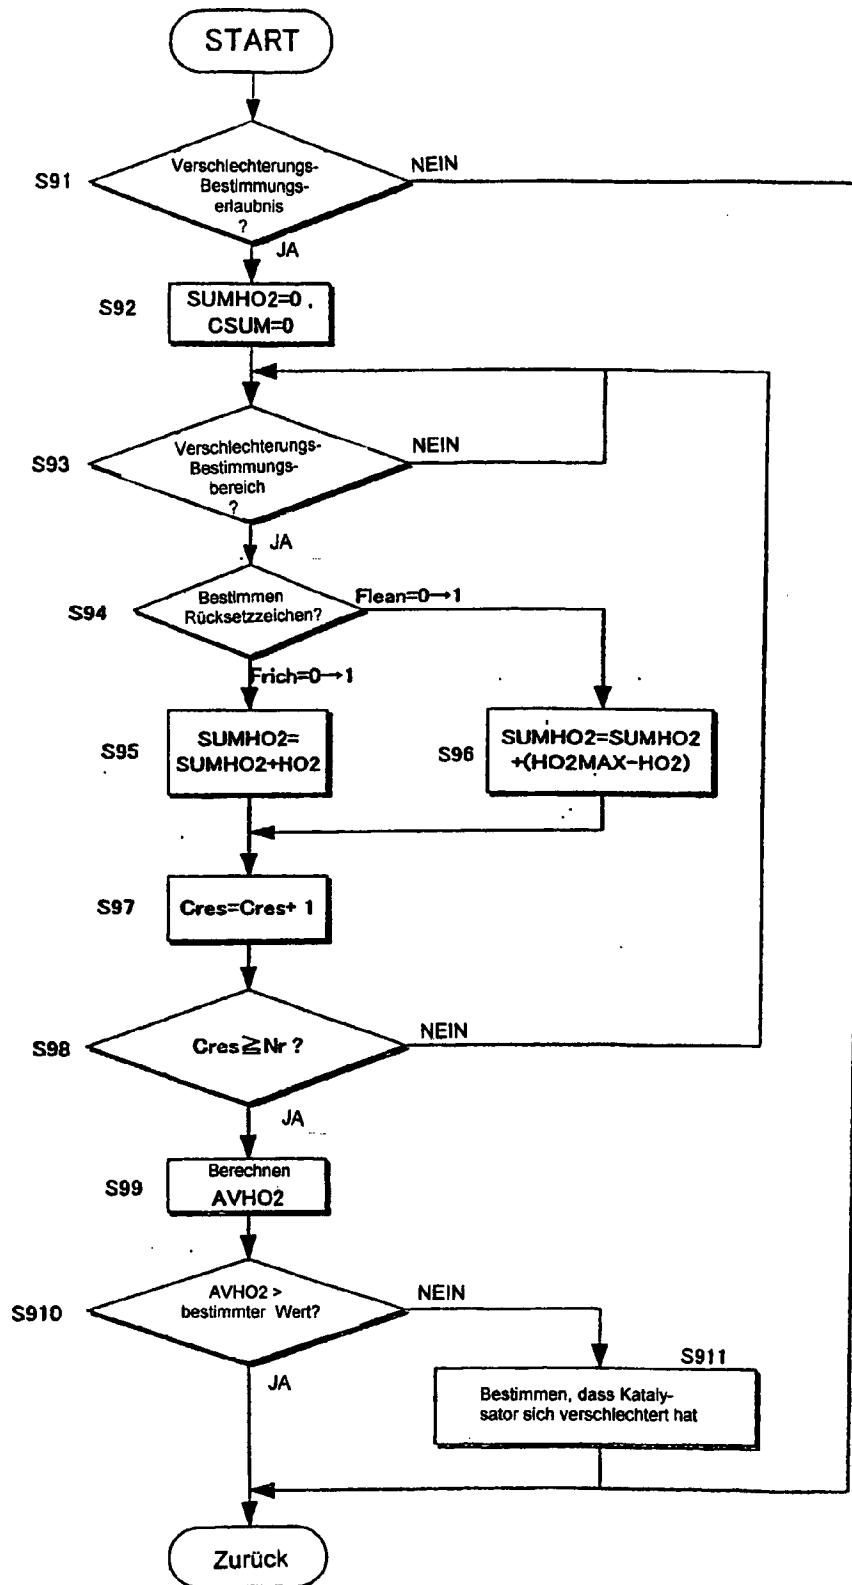 START
S91
Verschlechterungs-
Bestimmungs-
erlaubnis
?
NEIN
JA
S92
SUMHO2=0 .
CSUM=0
S93
Verschlechterungs-
Bestimmungs-
bereich
?
NEIN
JA
S94
Bestimmen
Rücksetzzeichen?
Flean=0→1
Frich=0→1
S95
SUMHO2=
SUMHO2+HO2
S96
SUMHO2=SUMHO2
+(HO2MAX-HO2)
S97
Cres=Cres+ 1
S98
Cres≧Nr ?
NEIN
JA
S99
Berechnen
AVHO2
S910
AVHO2 >
bestimmter Wert?
NEIN
JA
S911
Bestimmen, dass Kataly-
sator sich verschlechtert hat
Zurück